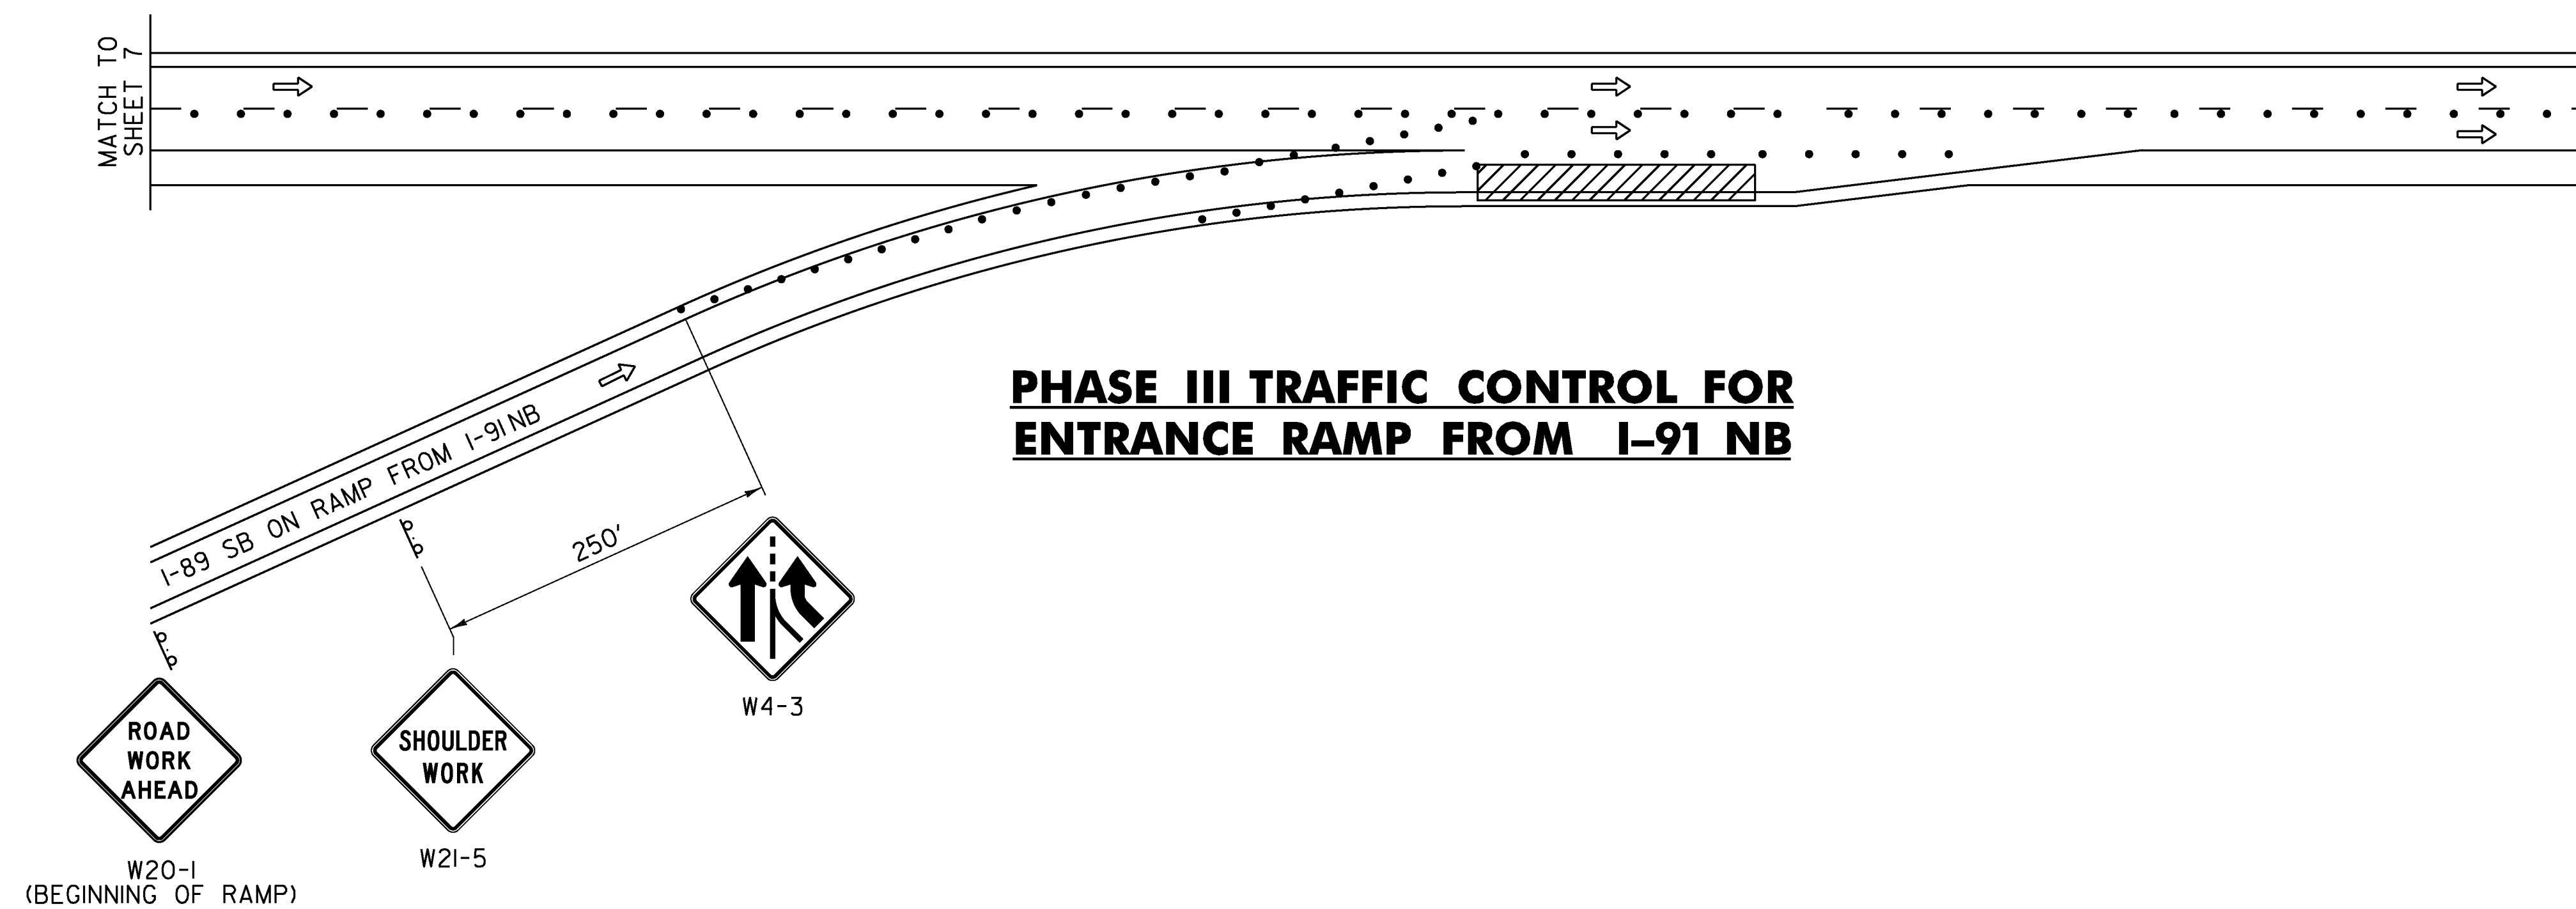 MATCH TO
SHEET 7
PHASE III TRAFFIC CONTROL FOR
ENTRANCE RAMP FROM I-91 NB
I-89 SB ON RAMP FROM I-91 NB
250'
W4-3
ROAD
WORK
AHEAD
W20-1
(BEGINNING OF RAMP)
SHOULDER
WORK
W21-5